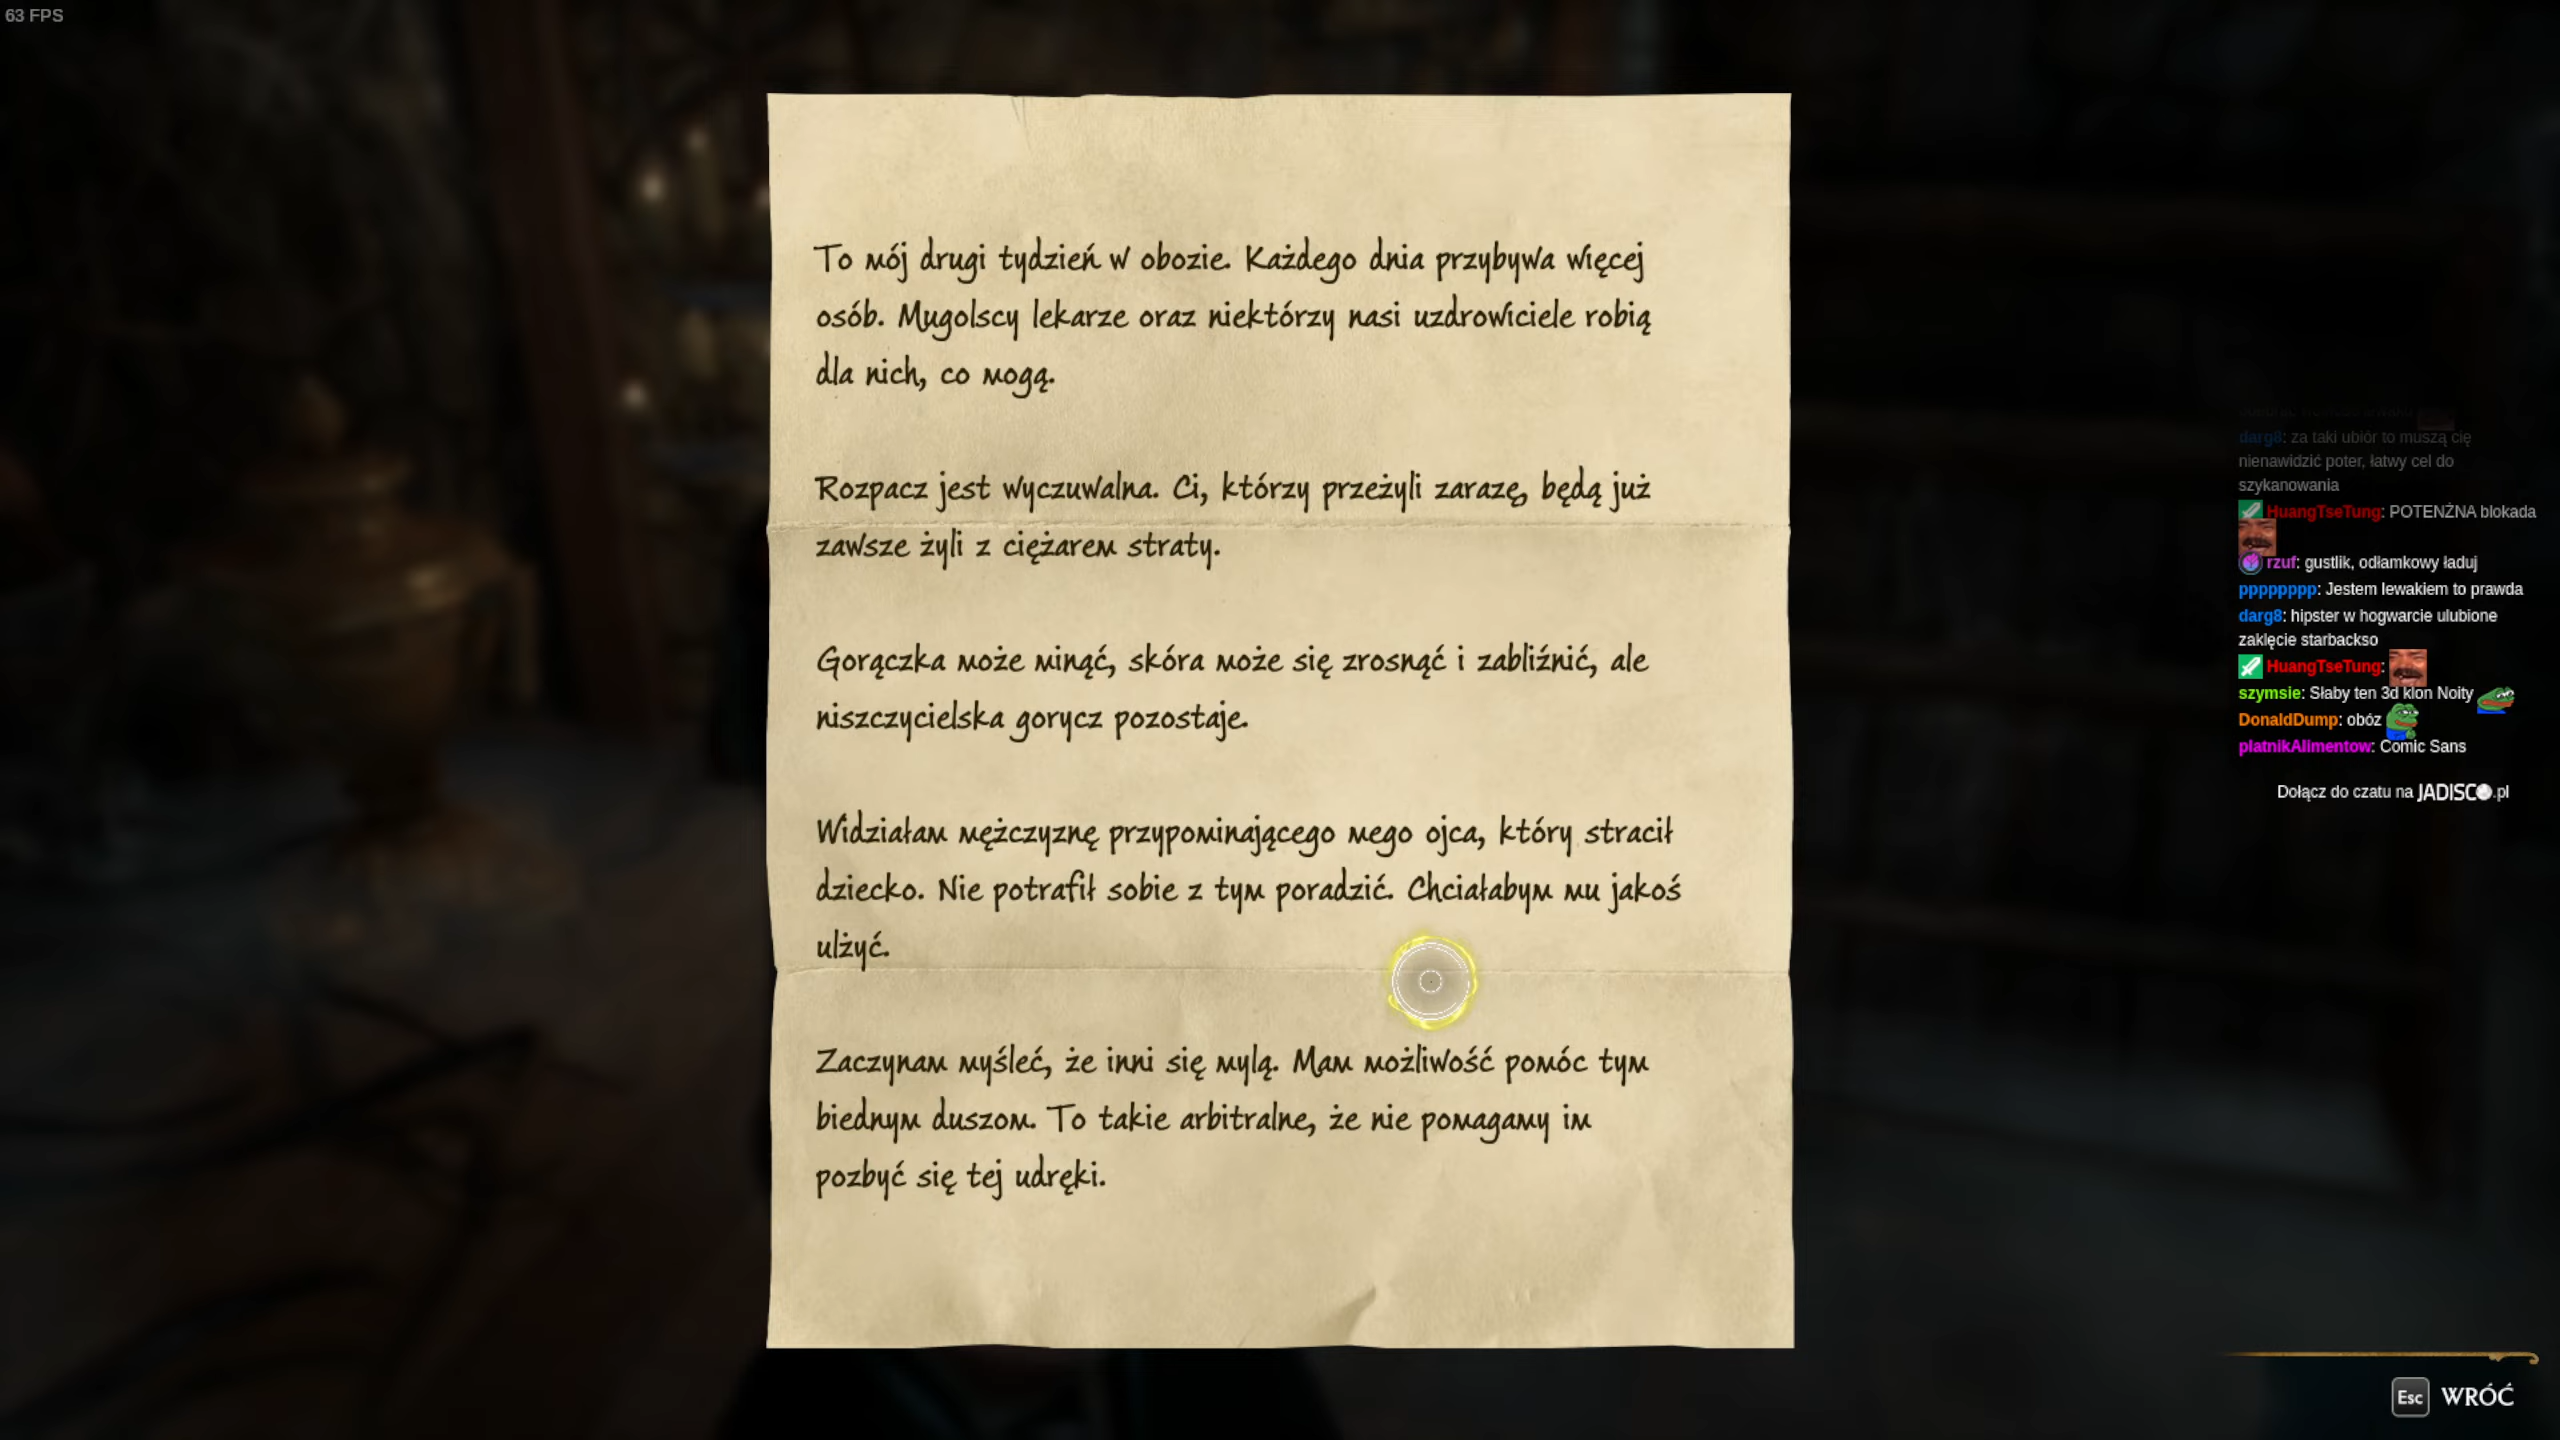 63 FPS
To mój drugi tydzień w obozie. Każdego dnia przybywa więcej
osób. Mugolscy lekarze oraz niektórzy nasi uzdrowiciele robią
dla nich, co mogą.
Rozpacz jest wyczuwalna. Ci, którzy przeżyli zarazę, będą już
zawsze żyli z ciężarem straty.
Gorączka może minąć, skóra może się zrosnąć i zabliźnić, ale
niszczycielska gorycz pozostaje.
Widziałam mężczyznę przypominającego mego ojca, który stracił
dziecko. Nie potrafił sobie z tym poradzić. Chciałabym mu jakoś
ulżyć.
Zaczynam myśleć, że inni się mylą. Mam możliwość pomóc tym
biednym duszom. To takie arbitralne, że nie pomagamy im
pozbyć się tej udręki.
darg8: za taki ubiór to muszą cię
nienawidzić poter, łatwy cel do
szykanowania
HuangTseTung: POTENŻNA blokada
rzuf: gustlik, odłamkowy ładuj
pppppppp: Jestem lewakiem to prawda
darg8: hipster w hogwarcie ulubione
zaklęcie starbackso
HuangTseTung:
szymsie: Słaby ten 3d klon Noity
DonaldDump: obóz
platnikAlimentow: Comic Sans
Dołącz do czatu na JADISCO.pl
Esc WRÓĆ